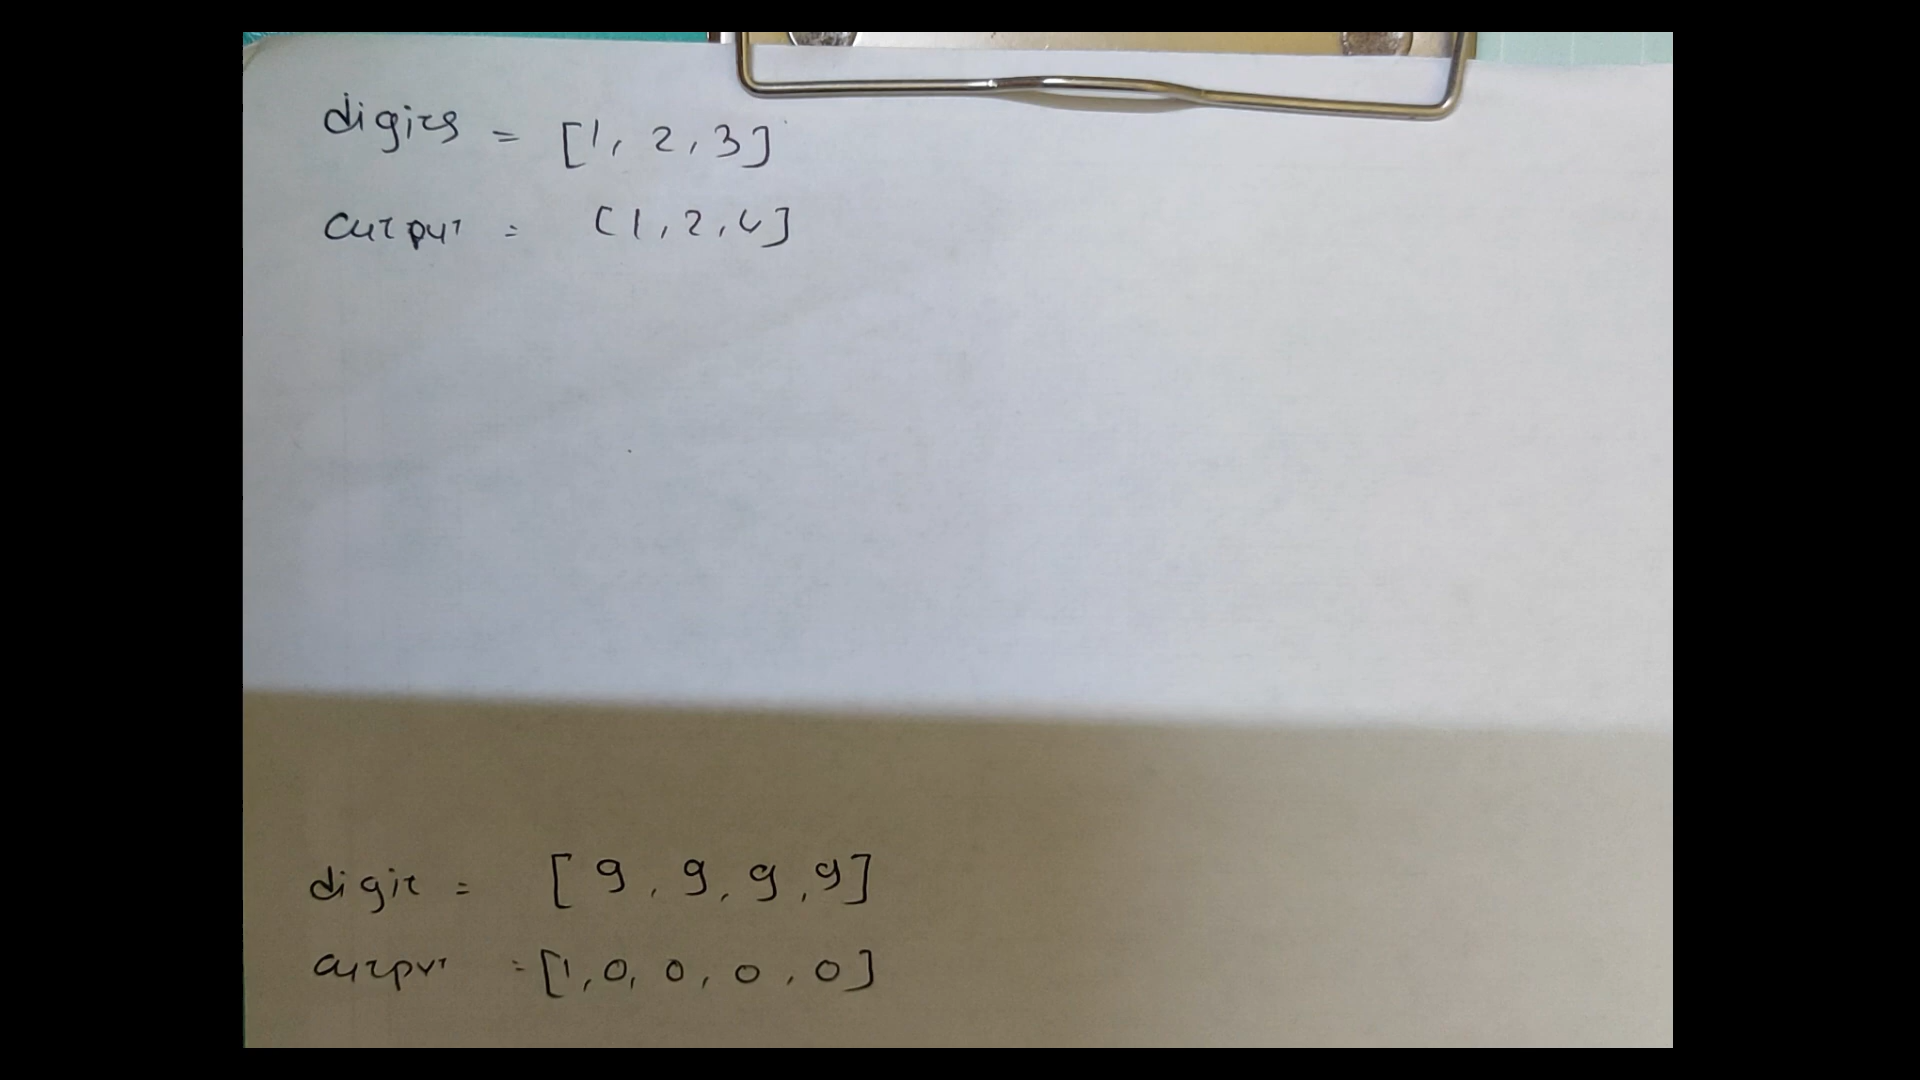 digits = [1, 2, 3]
output = [1, 2, 4]
digit = [9, 9, 9, 9]
output = [1, 0, 0, 0, 0]